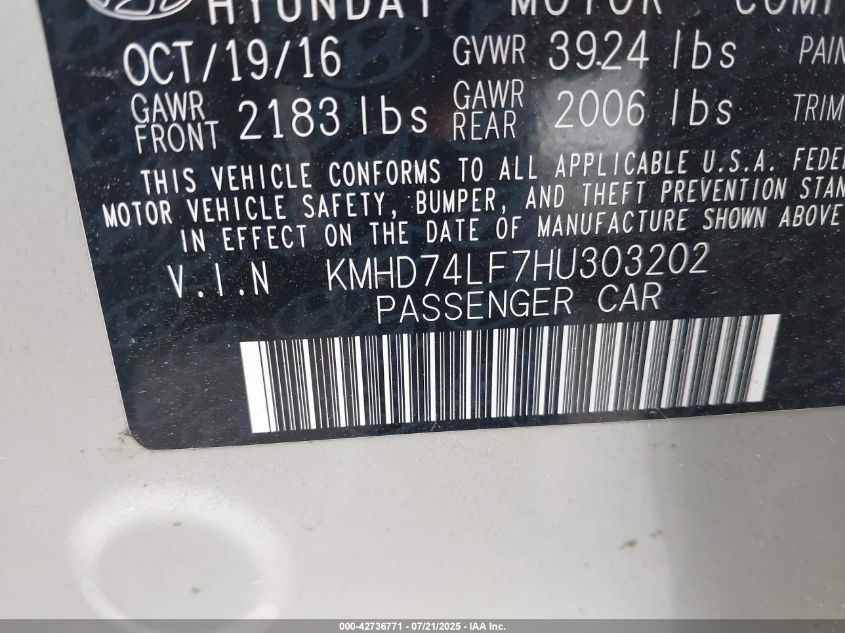 HYUNDAI MOTOR COMP
OCT/19/16 GVWR 3924 lbs PAIN
GAWR FRONT 2183 lbs GAWR REAR 2006 lbs TRIM
THIS VEHICLE CONFORMS TO ALL APPLICABLE U.S.A. FEDE
MOTOR VEHICLE SAFETY, BUMPER, AND THEFT PREVENTION STAN
IN EFFECT ON THE DATE OF MANUFACTURE SHOWN ABOVE
V.I.N KMHD74LF7HU303202
PASSENGER CAR
000-42736771 - 07/21/2025 - IAA Inc.